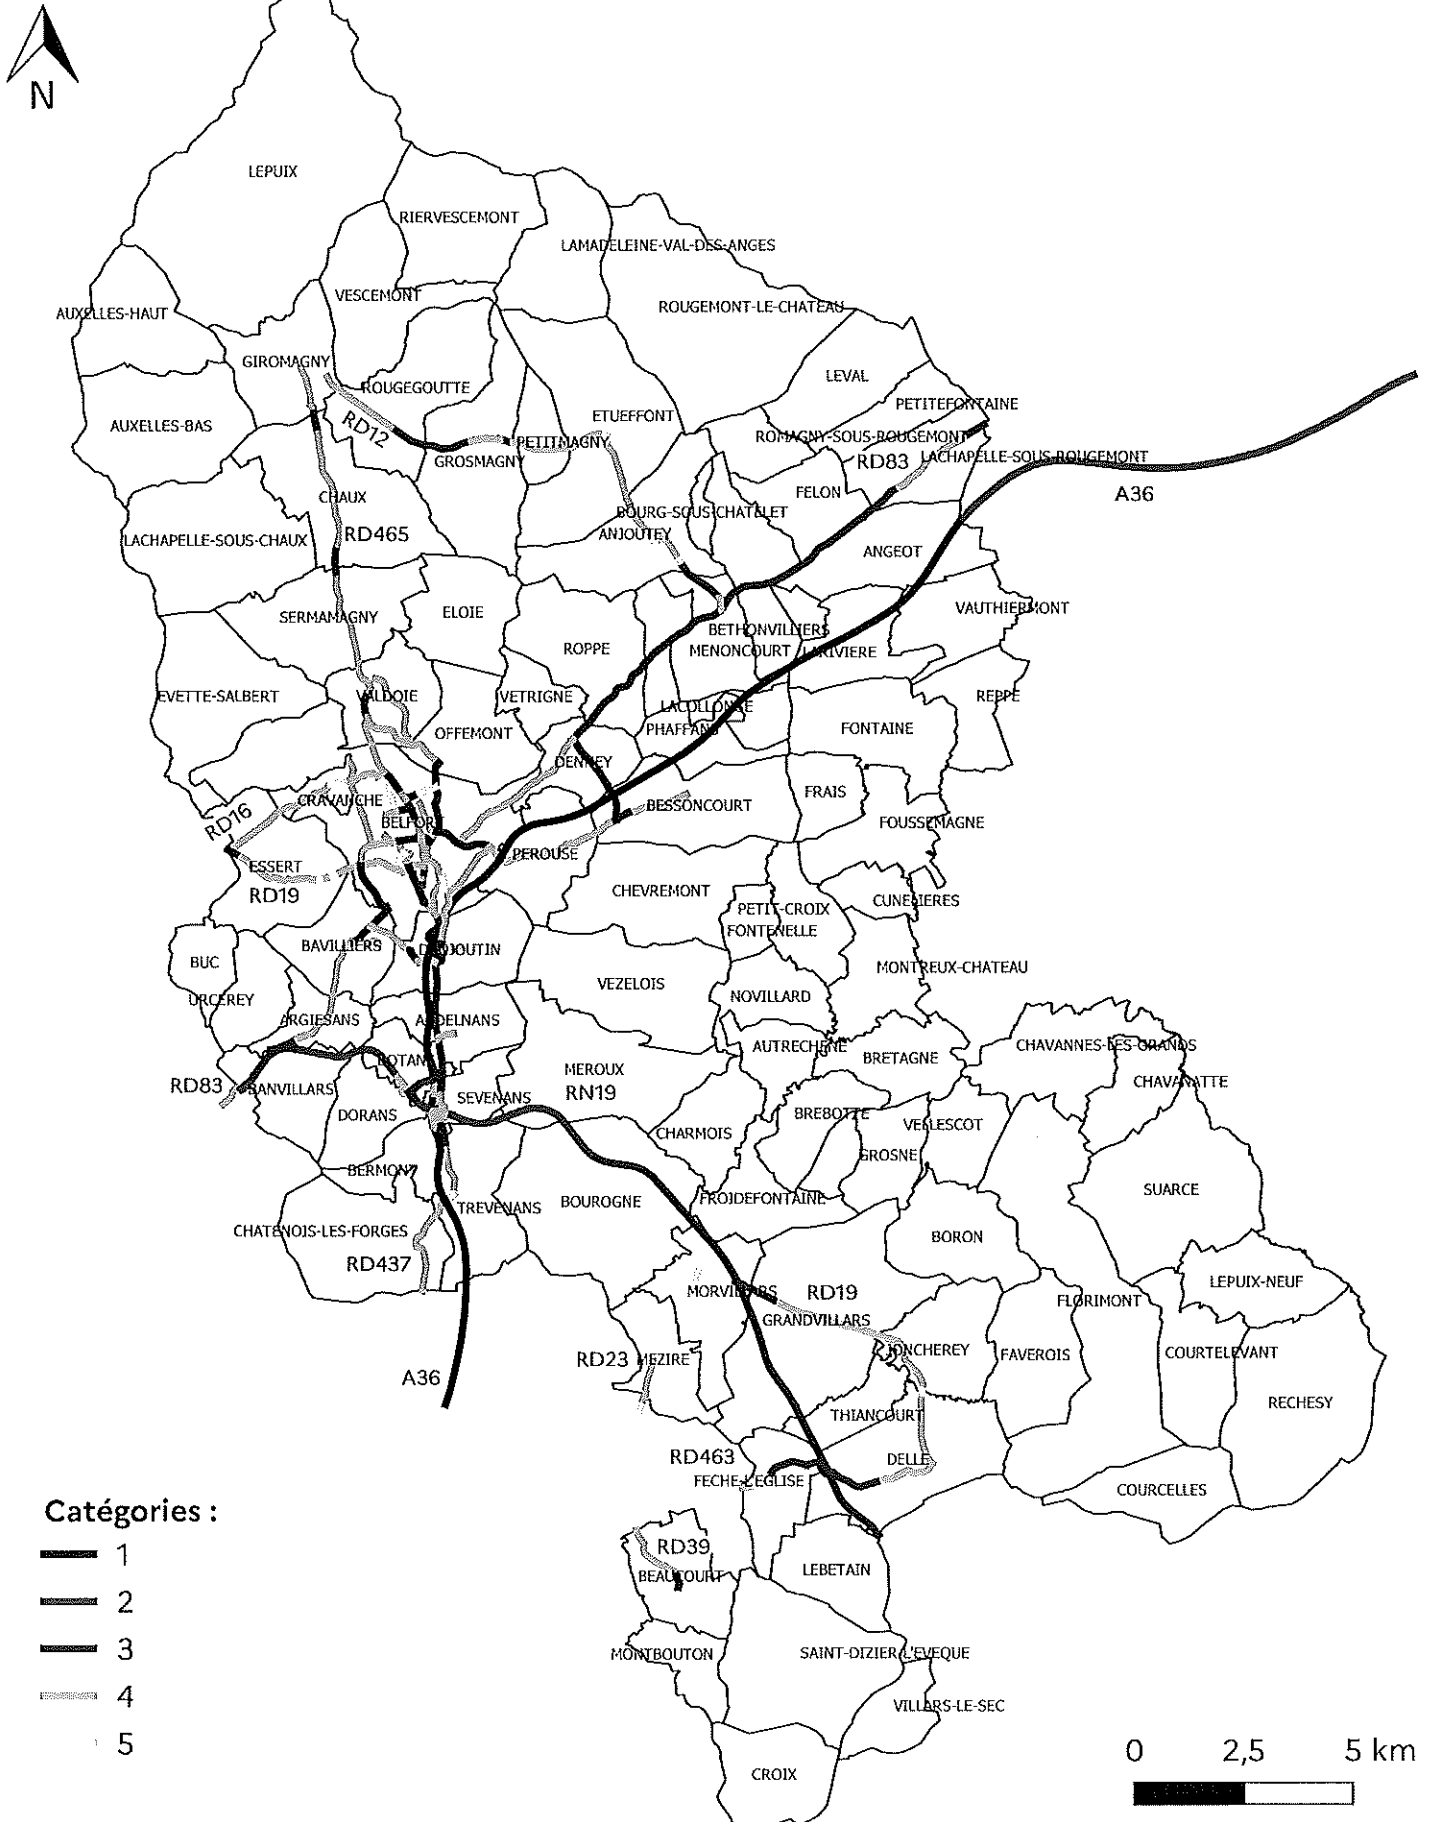 N
LEPUIX
RIERVESCEMONT
LAMADELEINE-VAL-DES-ANGES
VESCEMONT
AUXELLES-HAUT
ROUGEMONT-LE-CHATEAU
GIROMAGNY
ROUGEGOUTTE
LEVAL
PETITEFONTAINE
AUXELLES-BAS
RD12
ETUEFFONT
PETITMAGNY
ROMAGNY-SOUS-ROUGEMONT
GROSMAGNY
RD83
LACHAPELLE-SOUS-ROUGEMONT
A36
CHAUX
FELON
BOURG-SOUS-CHATELET
RD465
ANJOUTEY
LACHAPELLE-SOUS-CHAUX
ANGEOT
SERMAMAGNY
ELOIE
VAUTHIERMONT
BETHONVILLIERS
ROPPE
MENONCOURT
LARIVIERE
EVETTE-SALBERT
VALDOIE
VETRIGNE
REPPE
LACOLLONGE
OFFEMONT
PHAFFANS
FONTAINE
DENNEY
CRAVANCHE
BESSONCOURT
FRAIS
RD16
BELFORT
FOUSSEMAGNE
ESSERT
PEROUSE
RD19
CHEVREMONT
CUNELIERES
PETIT-CROIX
FONTENELLE
BAVILLIERS
DANJOUTIN
BUC
MONTREUX-CHATEAU
VEZELOIS
URCEREY
NOVILLARD
ARGIESANS
ANDELNANS
AUTRECHENE
CHAVANNES-LES-GRANDS
BRETAGNE
BOTANS
MEROUX
CHAVANATTE
RD83
BANVILLARS
RN19
SEVENANS
DORANS
BREBOTTE
VELLESCOT
CHARMOIS
GROSNE
BERMONT
SUARCE
BOUROGNE
FROIDEFONTAINE
TREVENANS
CHATENOIS-LES-FORGES
BORON
RD437
LEPUIX-NEUF
MORVILLARS
RD19
FLORIMONT
GRANDVILLARS
JONCHEREY
FAVEROIS
COURTELEVANT
RD23
MEZIRE
A36
RECHESY
THIANCOURT
RD463
DELLE
FECHE-L'EGLISE
COURCELLES
RD39
LEBETAIN
BEAUCOURT
MONTBOUTON
SAINT-DIZIER-L'EVEQUE
VILLARS-LE-SEC
CROIX
Catégories :
1
2
3
4
5
0 2,5 5 km